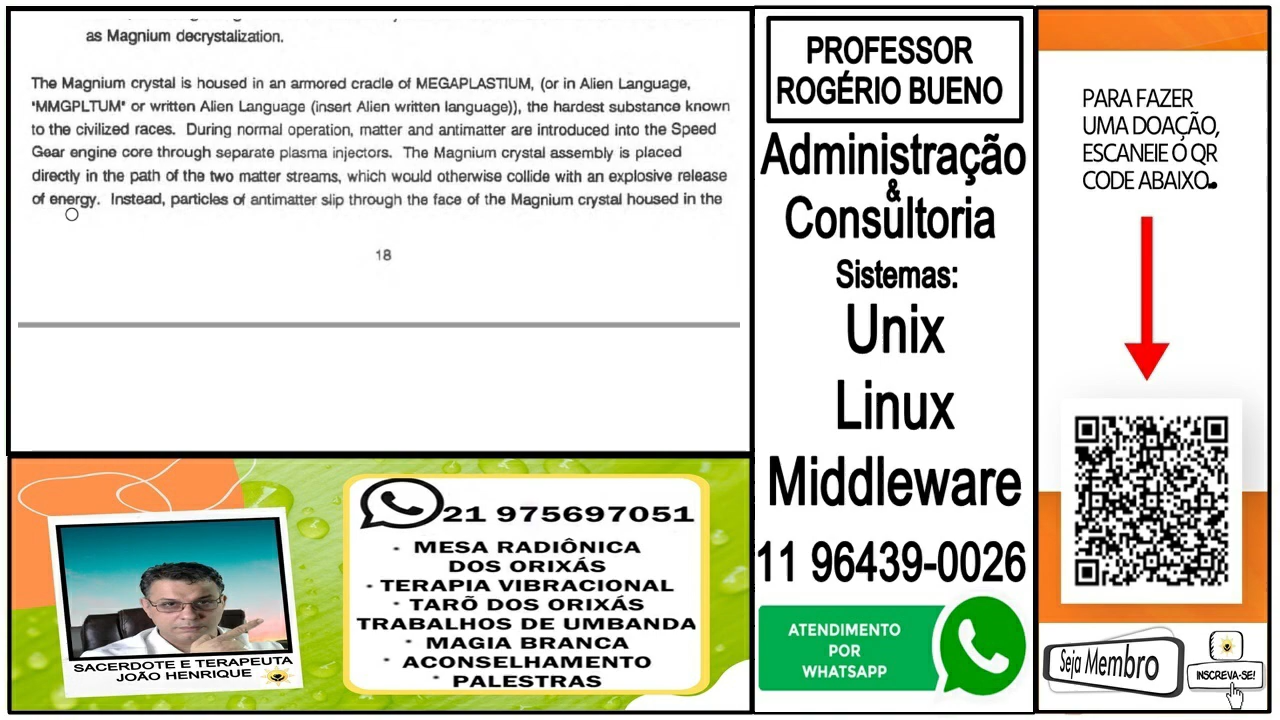 as Magnium decrystalization.
The Magnium crystal is housed in an armored cradle of MEGAPLASTIUM, (or in Alien Language,
"MMGPLTUM" or written Alien Language (insert Alien written language)), the hardest substance known
to the civilized races. During normal operation, matter and antimatter are introduced into the Speed
Gear engine core through separate plasma injectors. The Magnium crystal assembly is placed
directly in the path of the two matter streams, which would otherwise collide with an explosive release
of energy. Instead, particles of antimatter slip through the face of the Magnium crystal housed in the
18
21 975697051
· MESA RADIÔNICA
DOS ORIXÁS
· TERAPIA VIBRACIONAL
· TARÕ DOS ORIXÁS
TRABALHOS DE UMBANDA
· MAGIA BRANCA
· ACONSELHAMENTO
· PALESTRAS
SACERDOTE E TERAPEUTA
JOÃO HENRIQUE
PROFESSOR
ROGÉRIO BUENO
Administração
&
Consultoria
Sistemas:
Unix
Linux
Middleware
11 96439-0026
ATENDIMENTO
POR
WHATSAPP
PARA FAZER
UMA DOAÇÃO,
ESCANEIE O QR
CODE ABAIXO..
Seja Membro
INSCREVA-SE!